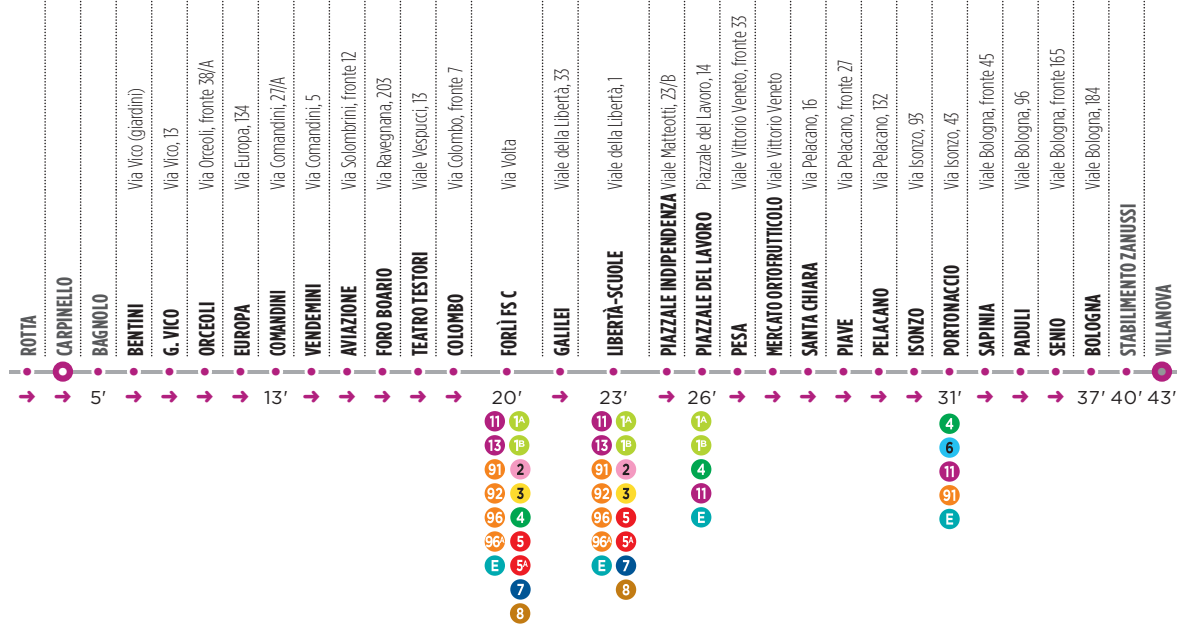 ROTTA
CARPINELLO
BAGNOLO
BENTINI Via Vico (giardini)
G. VICO Via Vico, 13
ORCEOLI Via Orceoli, fronte 38/A
EUROPA Via Europa, 134
COMANDINI Via Comandini, 27/A
VENDEMINI Via Comandini, 5
AVIAZIONE Via Solombrini, fronte 12
FORO BOARIO Via Ravegnana, 203
TEATRO TESTORI Viale Vespucci, 13
COLOMBO Via Colombo, fronte 7
FORLÌ F S C Via Volta
GALILEI Viale della Libertà, 33
LIBERTÀ-SCUOLE Viale della Libertà, 1
PIAZZALE INDIPENDENZA Viale Matteotti, 23/B
PIAZZALE DEL LAVORO Piazzale del Lavoro, 14
PESA Viale Vittorio Veneto, fronte 33
MERCATO ORTOFRUTTICOLO Viale Vittorio Veneto
SANTA CHIARA Via Pelacano, 16
PIAVE Via Pelacano, fronte 27
PELACANO Via Pelacano, 132
ISONZO Via Isonzo, 93
PORTONACCIO Via Isonzo, 43
SAPINIA Viale Bologna, fronte 45
PADULI Viale Bologna, 96
SENIO Viale Bologna, fronte 165
BOLOGNA Viale Bologna, 184
STABILIMENTO ZANUSSI
VILLANOVA
5' 13' 20' 23' 26' 31' 37' 40' 43'
11 1A 11 1A 1A 4
13 1B 13 1B 1B 6
91 2 91 2 4 11
92 3 92 3 11 91
96 4 96 5 E E
96A 5 96A 5A
E 5A E 7
7 8
8